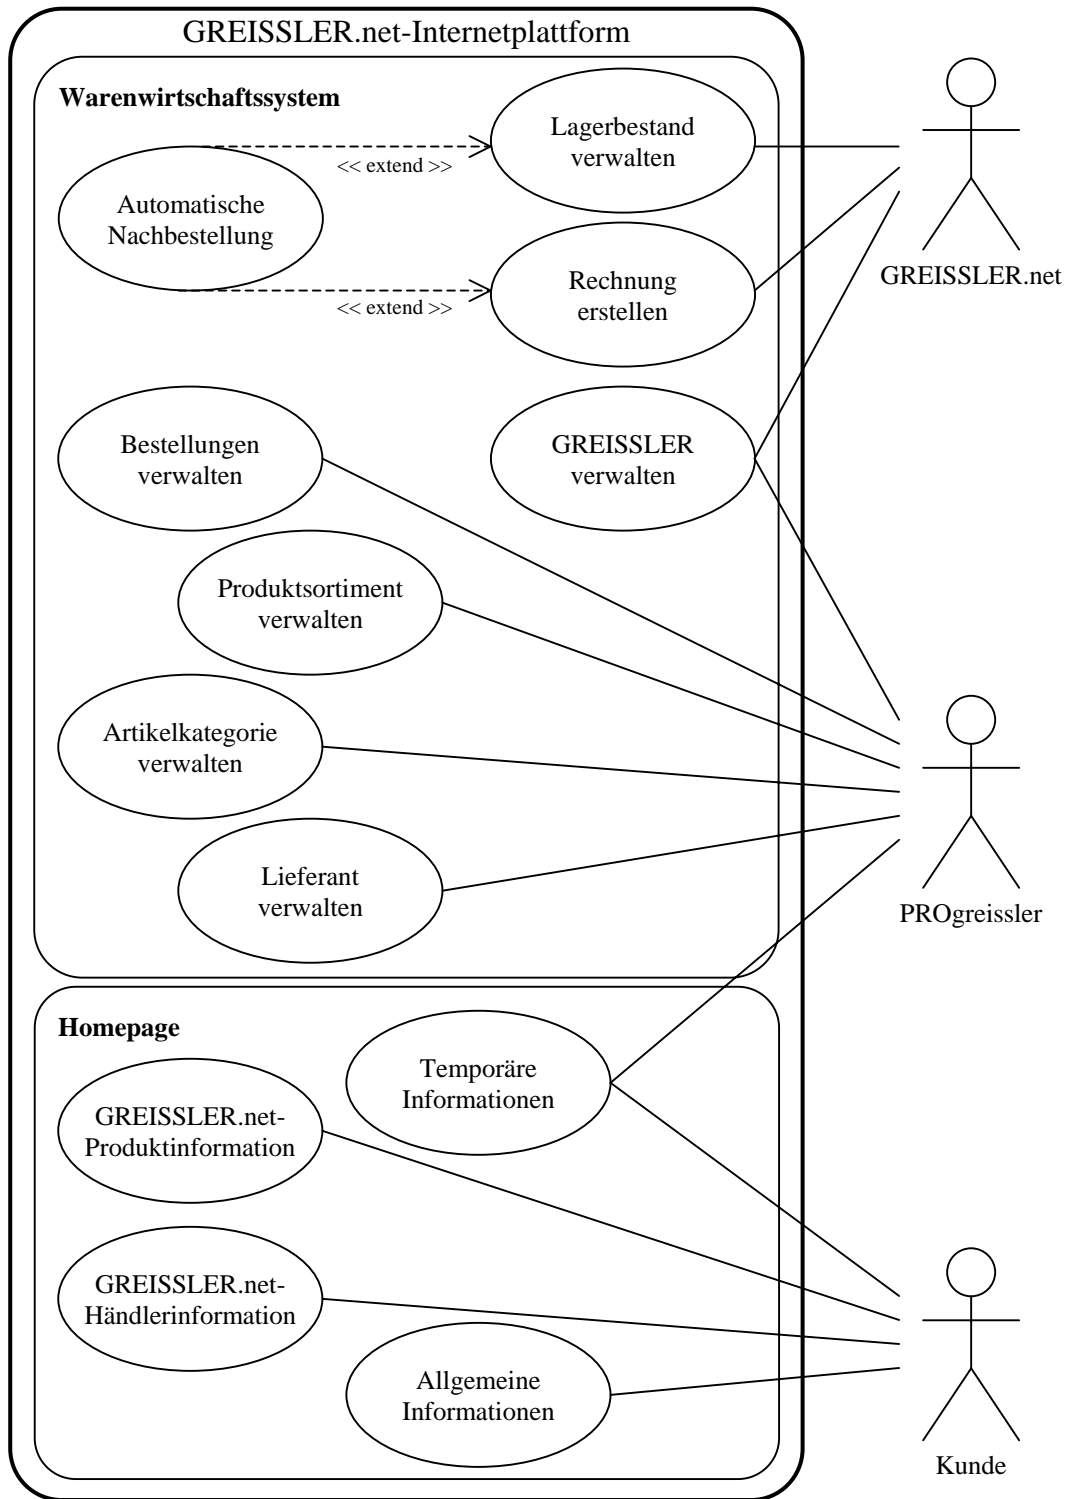 GREISSLER.net-Internetplattform
Warenwirtschaftssystem
Lagerbestand
verwalten
<< extend >>
Automatische
Nachbestellung
GREISSLER.net
Rechnung
erstellen
<< extend >>
Bestellungen
verwalten
GREISSLER
verwalten
Produktsortiment
verwalten
Artikelkategorie
verwalten
Lieferant
verwalten
PROgreissler
Homepage
Temporäre
Informationen
GREISSLER.net-
Produktinformation
GREISSLER.net-
Händlerinformation
Allgemeine
Informationen
Kunde